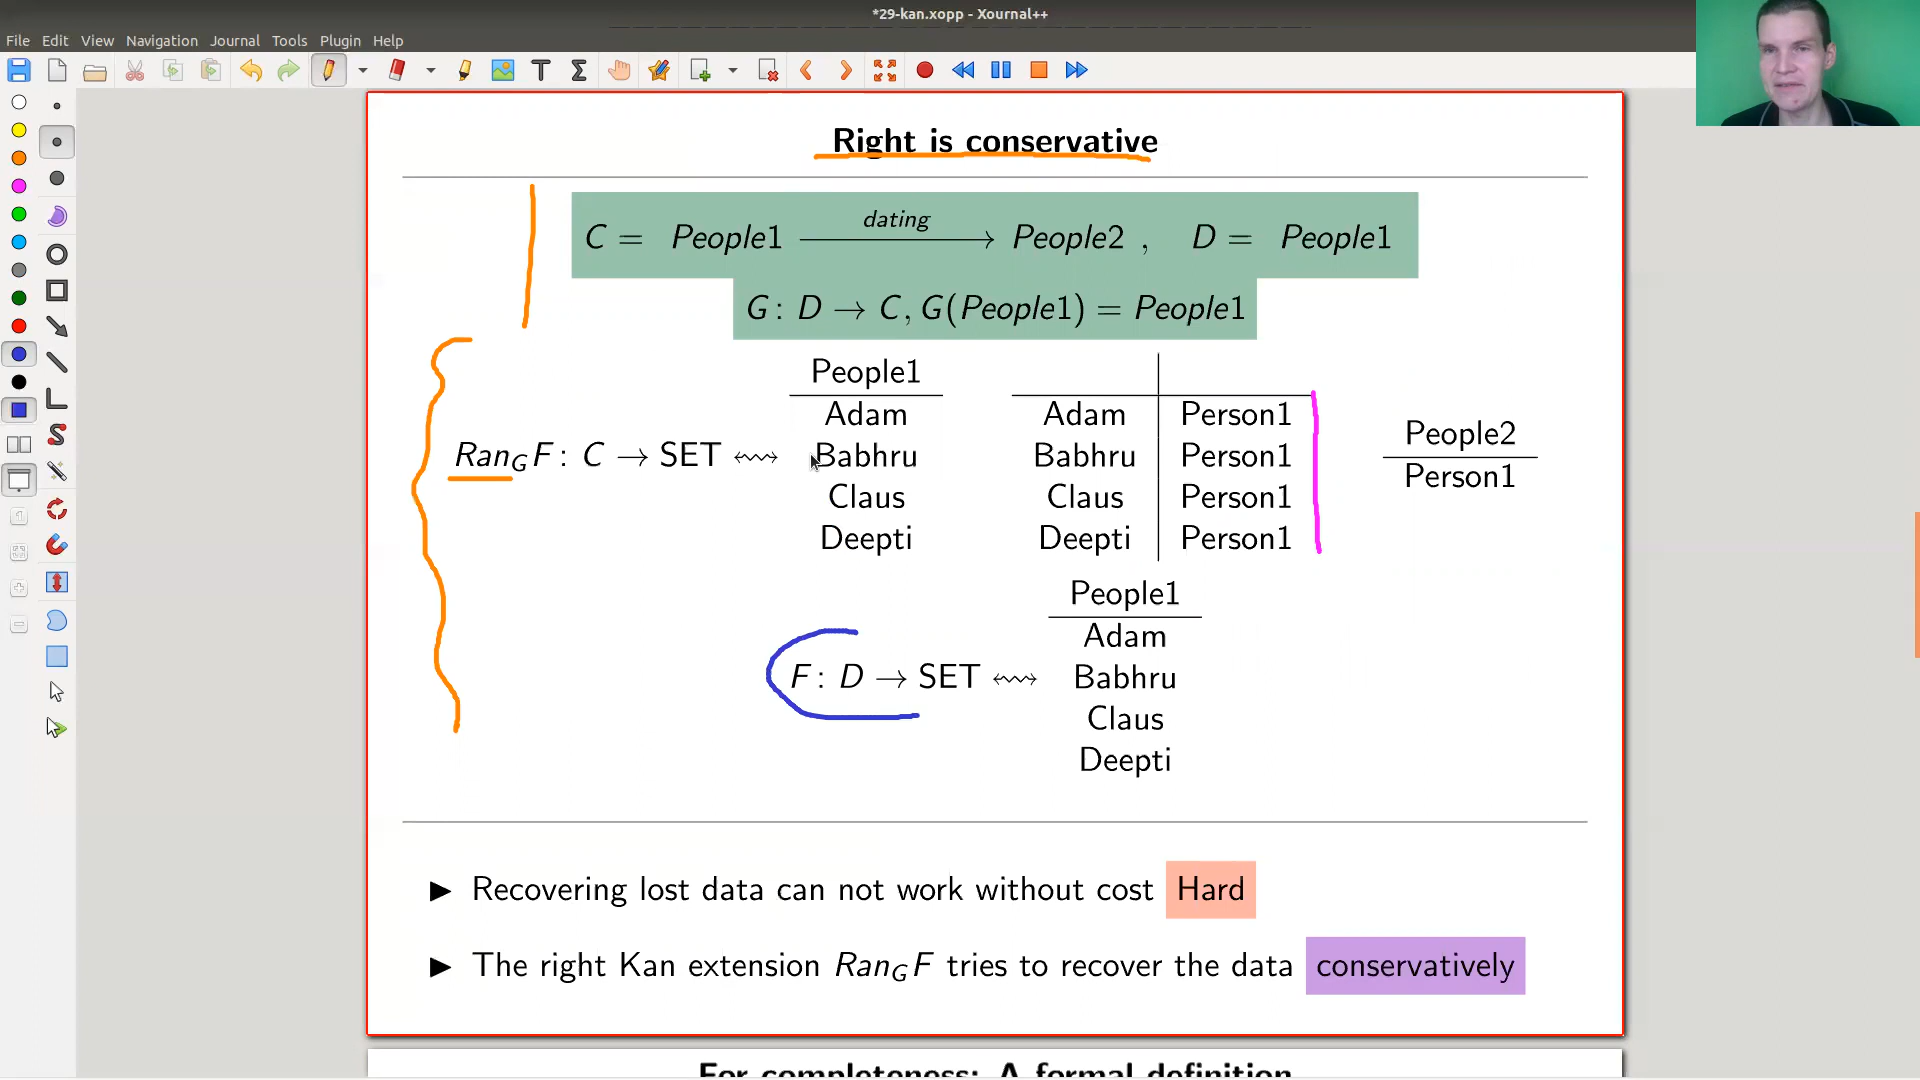 *29-kan.xopp - Xournal++
File Edit View Navigation Journal Tools Plugin Help
Right is conservative
C = People1 —dating→ People2 , D = People1
G : D → C , G(People1) = People1
People1
Adam
Babhru
Claus
Deepti
Adam Person1
Babhru Person1
Claus Person1
Deepti Person1
People2
Person1
Ran_G F : C → SET ⇝
People1
Adam
Babhru
Claus
Deepti
F : D → SET ⇝
▶ Recovering lost data can not work without cost Hard
▶ The right Kan extension Ran_G F tries to recover the data conservatively
For completeness: A formal definition